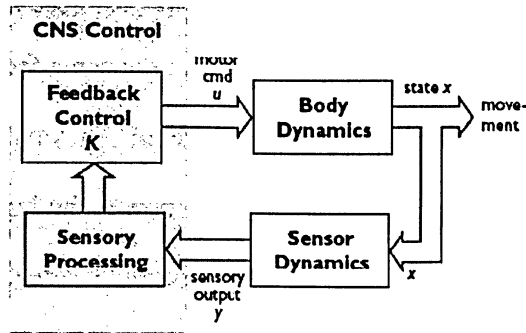 CNS Control
motor
cmd
u
Feedback
Control
K
Body
Dynamics
state x
move-
ment
Sensory
Processing
sensory
output
y
Sensor
Dynamics
x